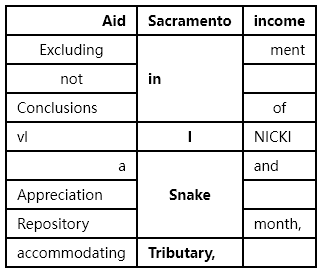 Aid Sacramento income
Excluding in ment
not
Conclusions of
vl I NICKI
a Snake and
Appreciation
Repository month,
accommodating Tributary,